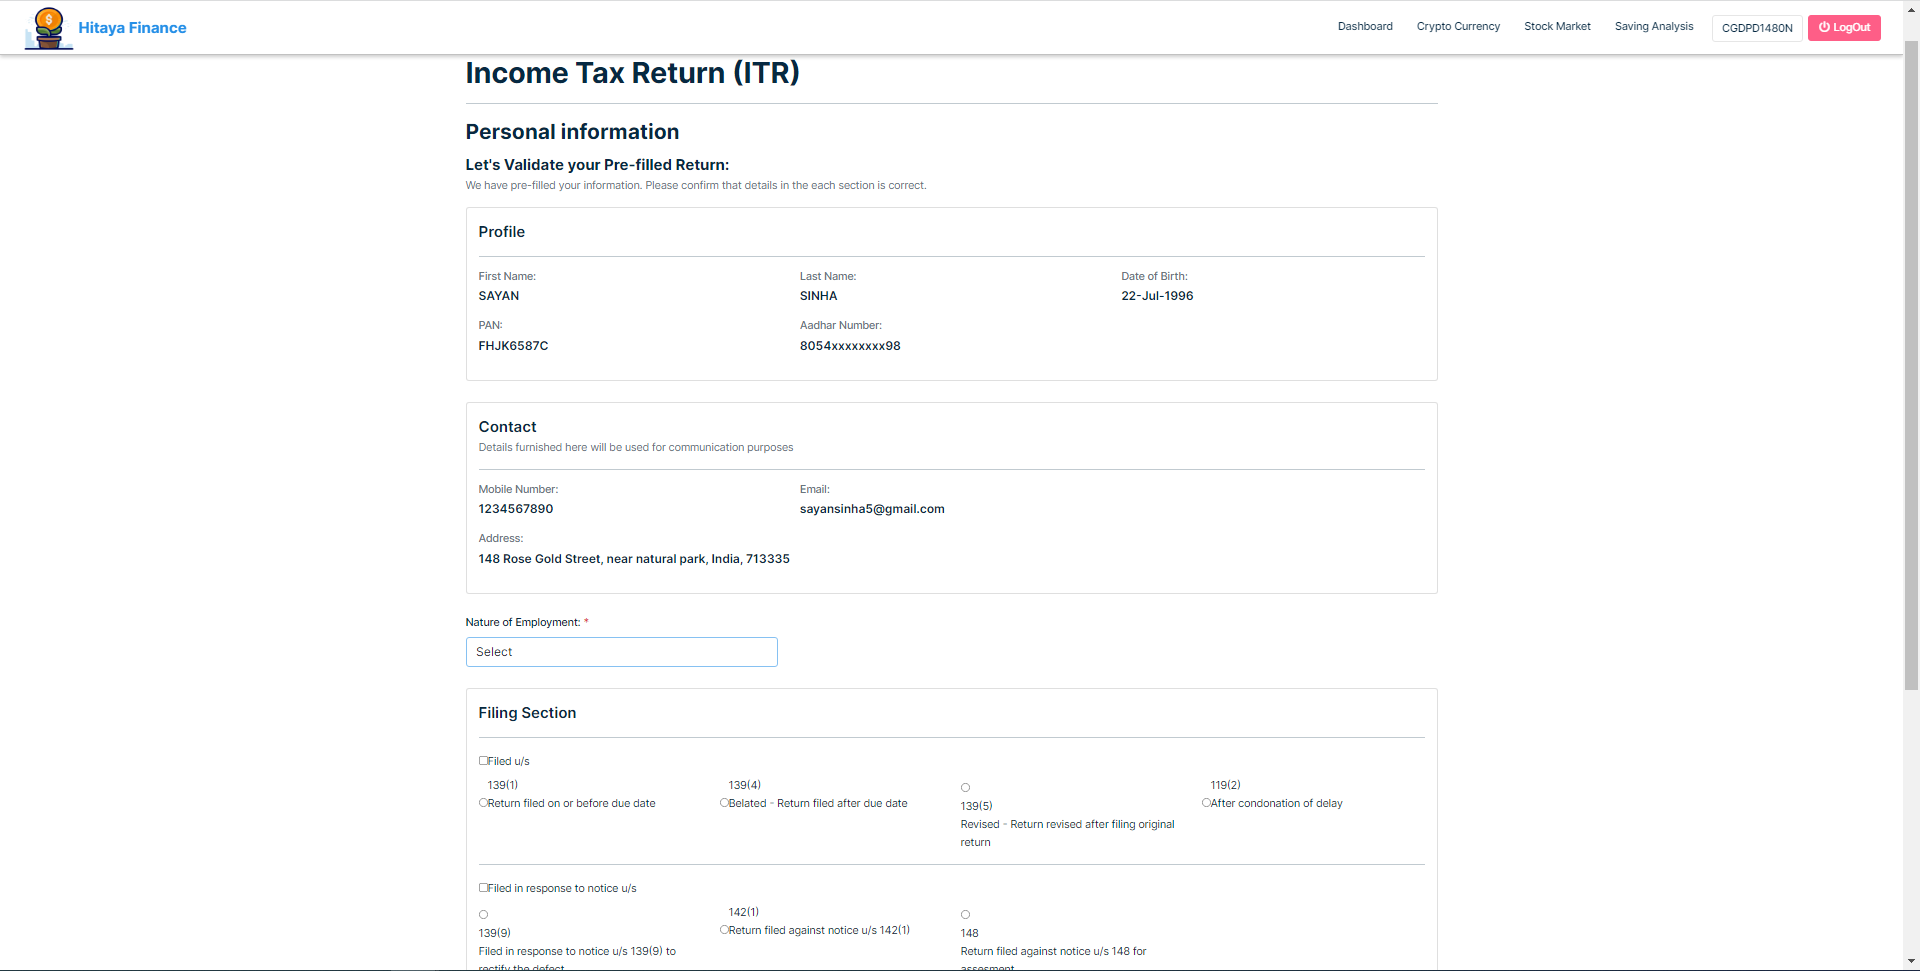 Hitaya Finance
Dashboard
Crypto Currency
Stock Market
Saving Analysis
CGDPD1480N
LogOut
Income Tax Return (ITR)
Personal information
Let's Validate your Pre-filled Return:
We have pre-filled your information. Please confirm that details in the each section is correct.
Profile
First Name:
SAYAN
Last Name:
SINHA
Date of Birth:
22-Jul-1996
PAN:
FHJK6587C
Aadhar Number:
8054xxxxxxxx98
Contact
Details furnished here will be used for communication purposes
Mobile Number:
1234567890
Email:
sayansinha5@gmail.com
Address:
148 Rose Gold Street, near natural park, India, 713335
Nature of Employment: *
Select
Filing Section
Filed u/s
139(1)
Return filed on or before due date
139(4)
Belated - Return filed after due date
139(5)
Revised - Return revised after filing original
return
119(2)
After condonation of delay
Filed in response to notice u/s
139(9)
Filed in response to notice u/s 139(9) to
rectify the defect
142(1)
Return filed against notice u/s 142(1)
148
Return filed against notice u/s 148 for
assesment